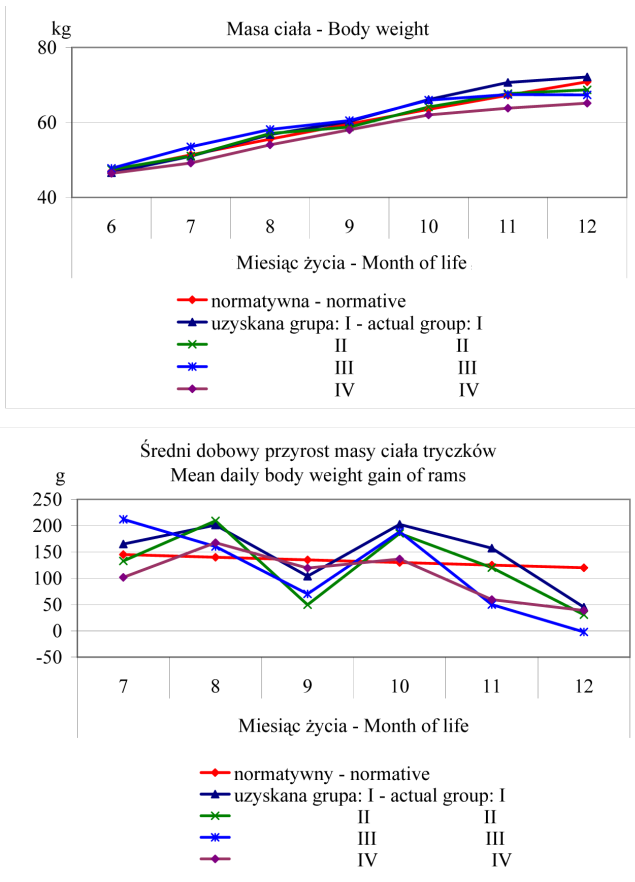 Masa ciała - Body weight
kg
80
60
40
6 7 8 9 10 11 12
Miesiąc życia - Month of life
normatywna - normative
uzyskana grupa: I - actual group: I
II II
III III
IV IV
Średni dobowy przyrost masy ciała tryczków
Mean daily body weight gain of rams
g
250
200
150
100
50
0
-50
7 8 9 10 11 12
Miesiąc życia - Month of life
normatywny - normative
uzyskana grupa: I - actual group: I
II II
III III
IV IV